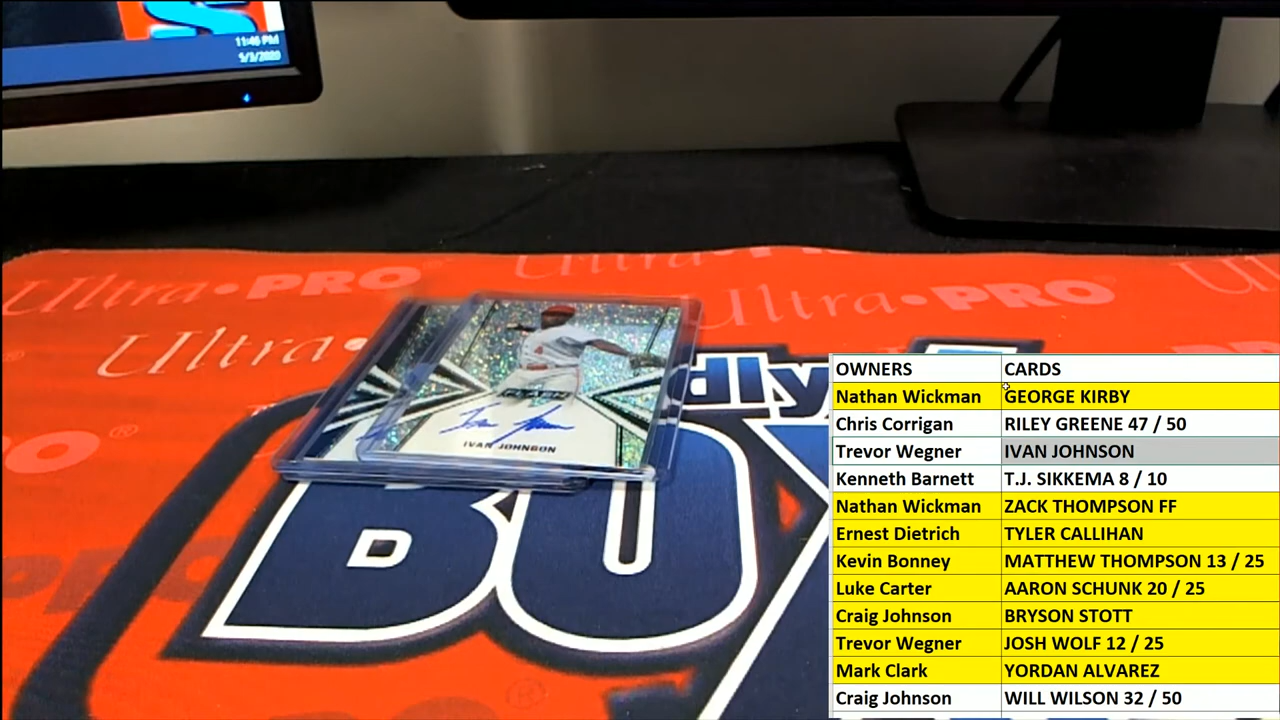 11:46 PM
5/3/2020
Ultra•PRO
Ultra•PRO
Ultra
PRO
dly
BU
IVAN JOHNSON
OWNERS CARDS
Nathan Wickman GEORGE KIRBY
Chris Corrigan RILEY GREENE 47 / 50
Trevor Wegner IVAN JOHNSON
Kenneth Barnett T.J. SIKKEMA 8 / 10
Nathan Wickman ZACK THOMPSON FF
Ernest Dietrich TYLER CALLIHAN
Kevin Bonney MATTHEW THOMPSON 13 / 25
Luke Carter AARON SCHUNK 20 / 25
Craig Johnson BRYSON STOTT
Trevor Wegner JOSH WOLF 12 / 25
Mark Clark YORDAN ALVAREZ
Craig Johnson WILL WILSON 32 / 50